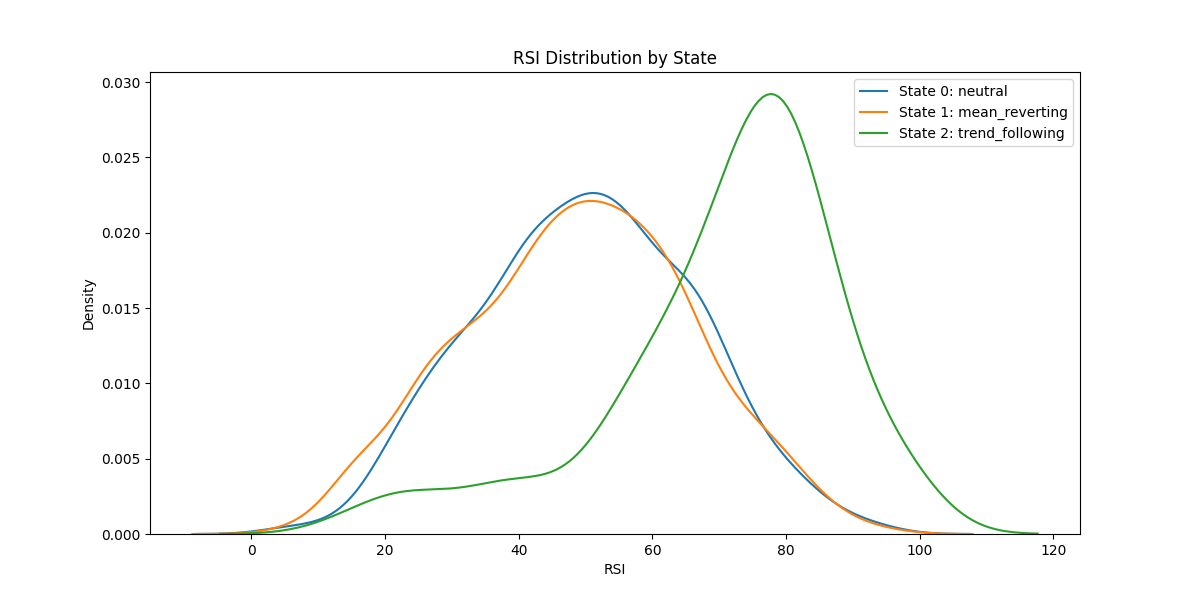 RSI Distribution by State
State 0: neutral
State 1: mean_reverting
State 2: trend_following
Density
0.030
0.025
0.020
0.015
0.010
0.005
0.000
0
20
40
60
80
100
120
RSI